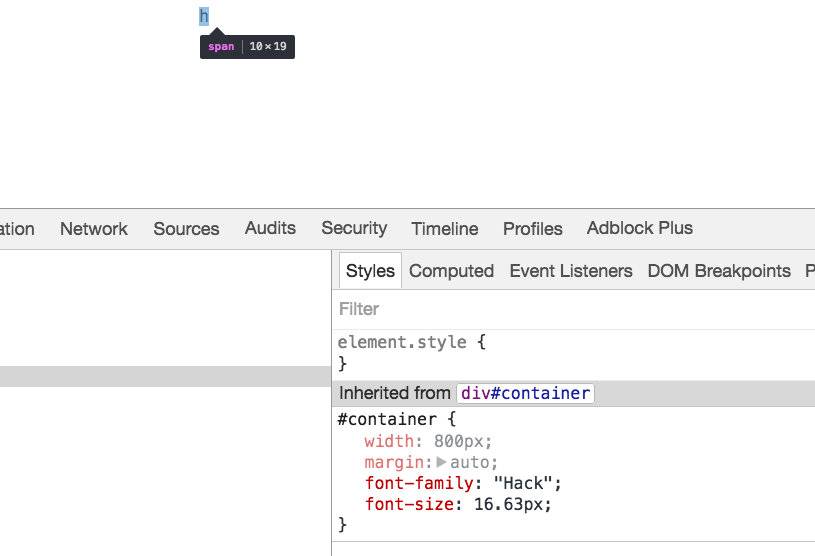 h
span 10×19
ation Network Sources Audits Security Timeline Profiles Adblock Plus
Styles Computed Event Listeners DOM Breakpoints P
Filter
element.style {
}
Inherited from div#container
#container {
width: 800px;
margin:▶auto;
font-family: "Hack";
font-size: 16.63px;
}